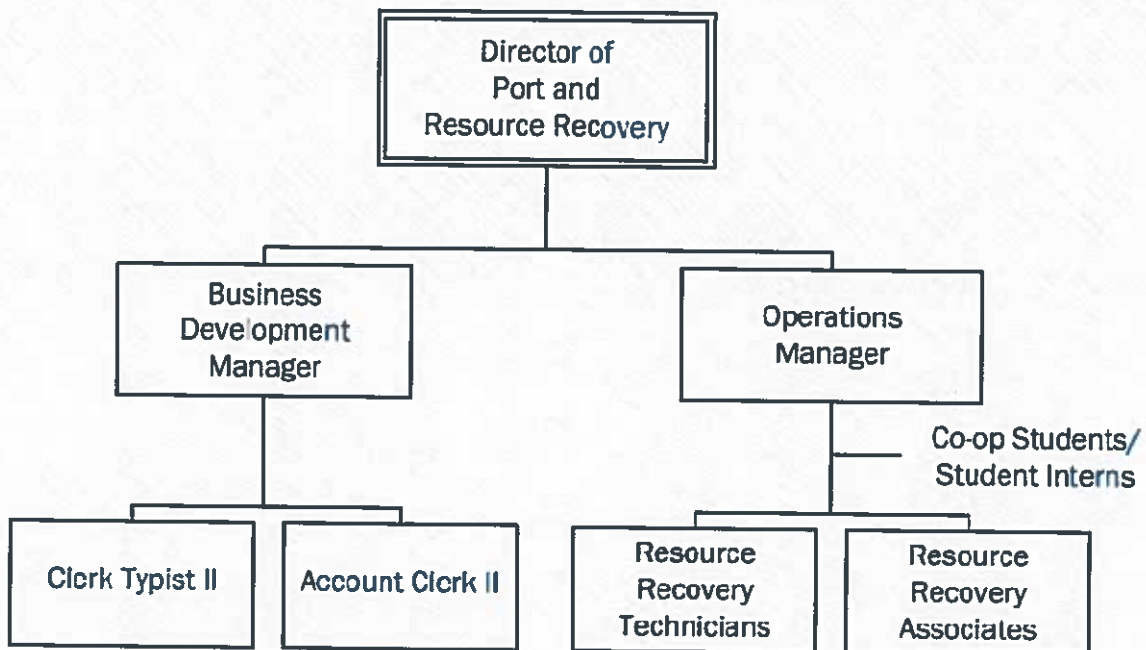 Director of
Port and
Resource Recovery
Business
Development
Manager
Operations
Manager
Co-op Students/
Student Interns
Clerk Typist II
Account Clerk II
Resource
Recovery
Technicians
Resource
Recovery
Associates